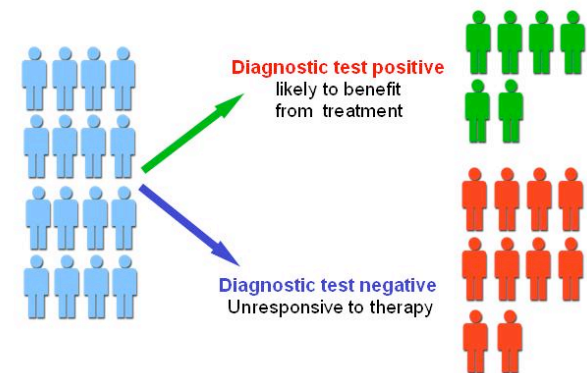 Diagnostic test positive
likely to benefit
from treatment
Diagnostic test negative
Unresponsive to therapy